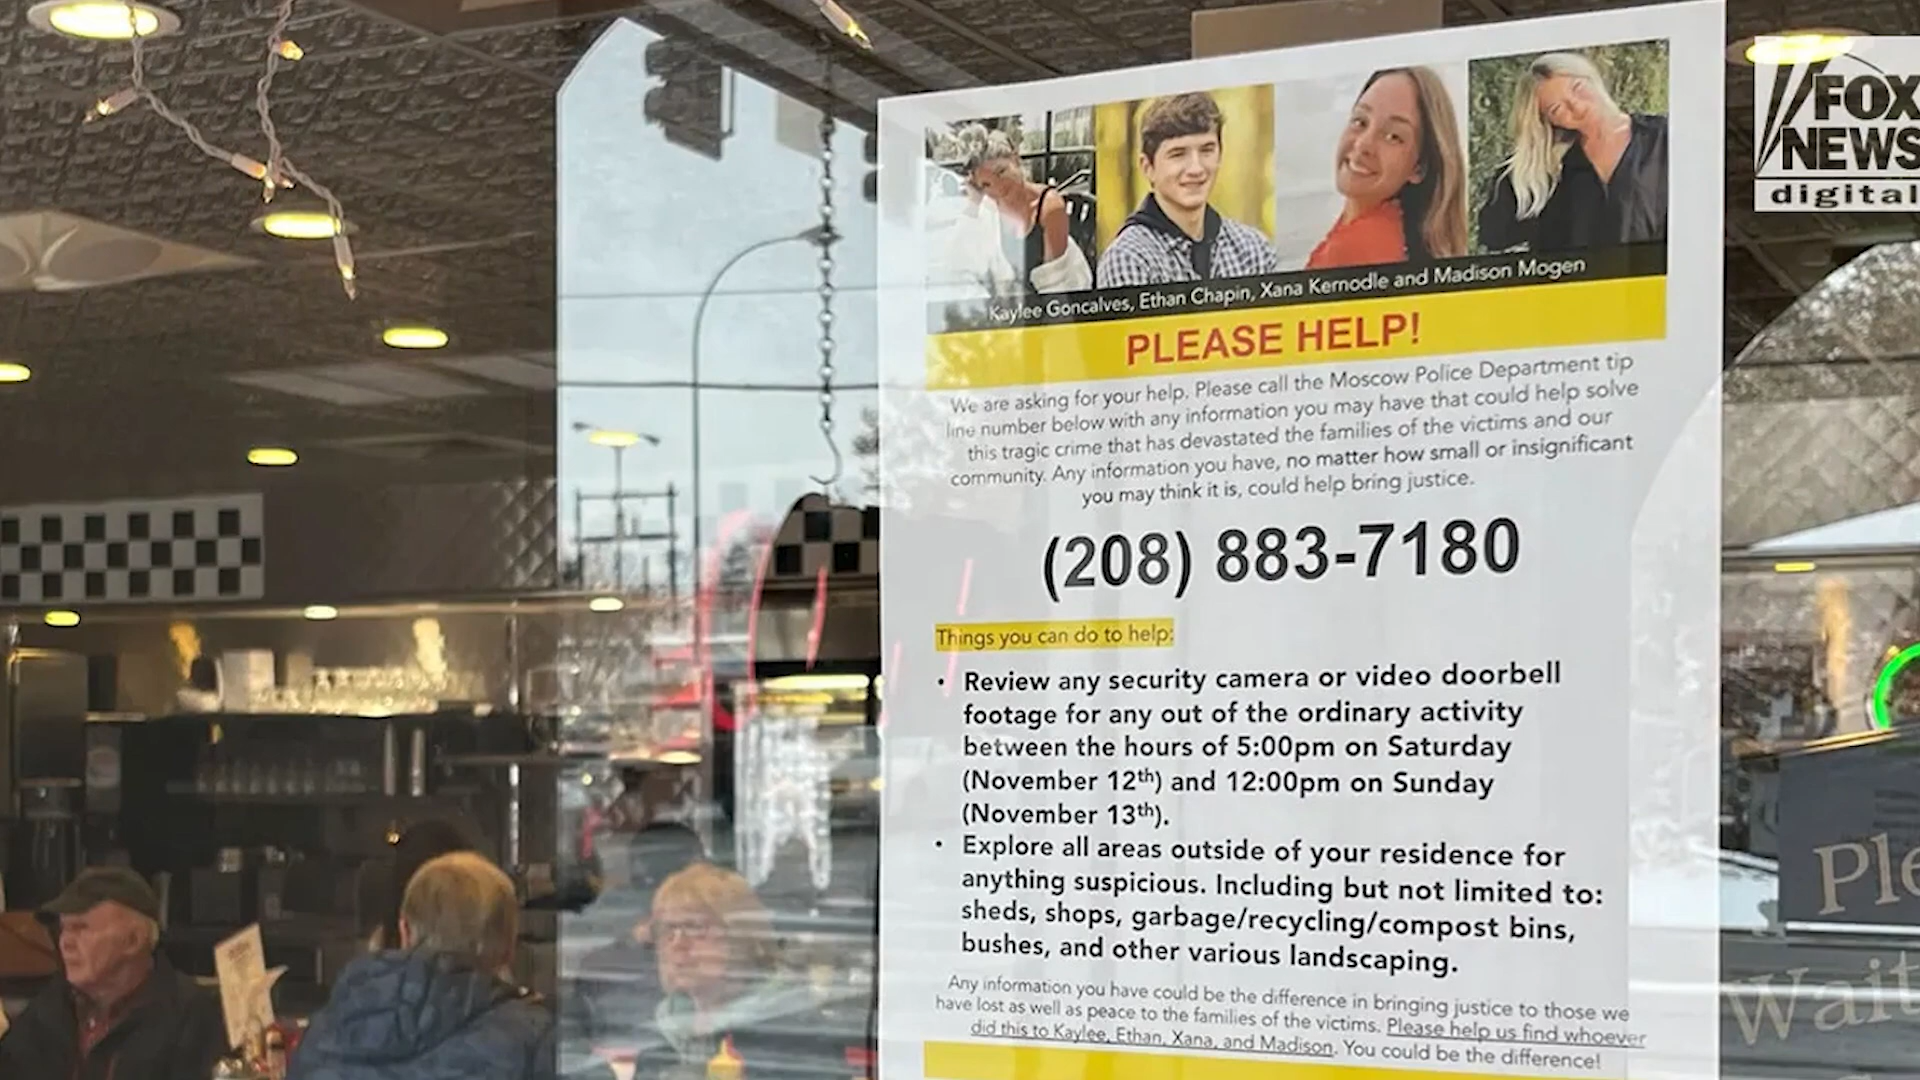 FOX
NEWS
digital
Kaylee Goncalves, Ethan Chapin, Xana Kernodle and Madison Mogen
PLEASE HELP!
We are asking for your help. Please call the Moscow Police Department tip
line number below with any information you may have that could help solve
this tragic crime that has devastated the families of the victims and our
community. Any information you have, no matter how small or insignificant
you may think it is, could help bring justice.
(208) 883-7180
Things you can do to help:
• Review any security camera or video doorbell
footage for any out of the ordinary activity
between the hours of 5:00pm on Saturday
(November 12th) and 12:00pm on Sunday
(November 13th).
• Explore all areas outside of your residence for
anything suspicious. Including but not limited to:
sheds, shops, garbage/recycling/compost bins,
bushes, and other various landscaping.
Any information you have could be the difference in bringing justice to those we
have lost as well as peace to the families of the victims. Please help us find whoever
did this to Kaylee, Ethan, Xana, and Madison. You could be the difference!
Ple
Wait